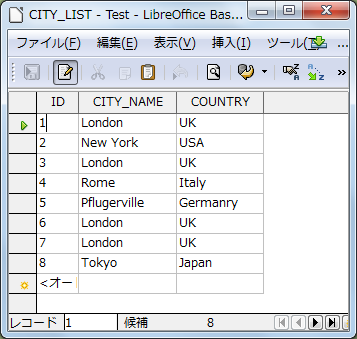 CITY_LIST - Test - LibreOffice Bas...
ファイル(F) 編集(E) 表示(V) 挿入(I) ツール(T)
ID CITY_NAME COUNTRY
1 London UK
2 New York USA
3 London UK
4 Rome Italy
5 Pflugerville Germanry
6 London UK
7 London UK
8 Tokyo Japan
<オー
レコード 1 候補 8